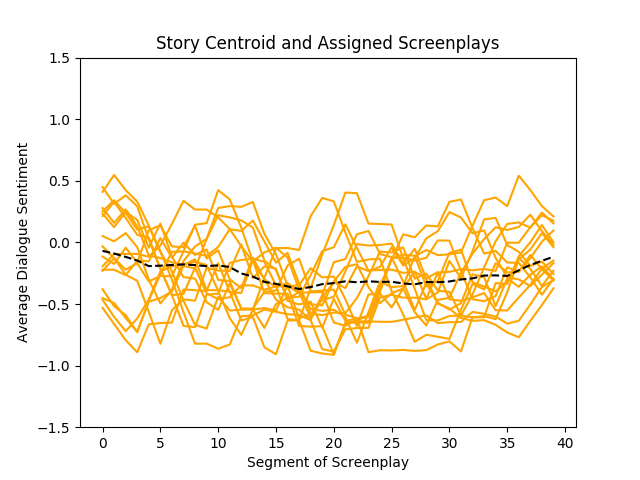 Story Centroid and Assigned Screenplays
1.5
1.0
0.5
0.0
−0.5
−1.0
−1.5
Average Dialogue Sentiment
0 5 10 15 20 25 30 35 40
Segment of Screenplay